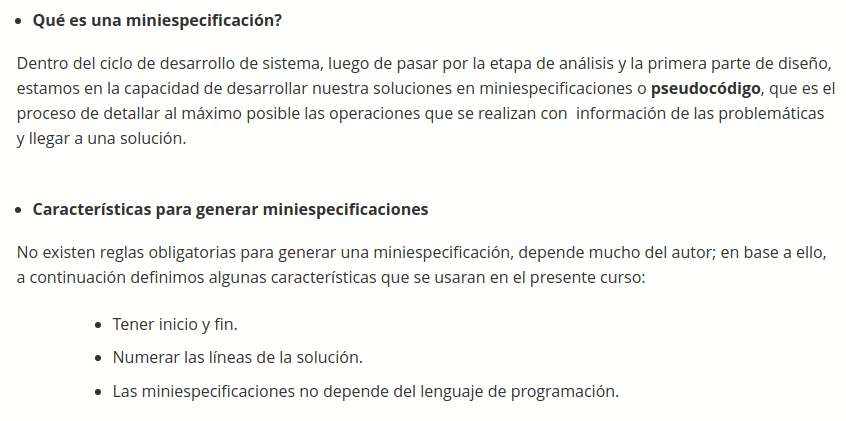 Qué es una miniespecificación?
Dentro del ciclo de desarrollo de sistema, luego de pasar por la etapa de análisis y la primera parte de diseño,
estamos en la capacidad de desarrollar nuestra soluciones en miniespecificaciones o pseudocódigo, que es el
proceso de detallar al máximo posible las operaciones que se realizan con información de las problemáticas
y llegar a una solución.
Características para generar miniespecificaciones
No existen reglas obligatorias para generar una miniespecificación, depende mucho del autor; en base a ello,
a continuación definimos algunas características que se usaran en el presente curso:
Tener inicio y fin.
Numerar las líneas de la solución.
Las miniespecificaciones no depende del lenguaje de programación.